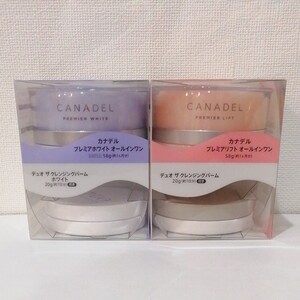 CANADEL
PREMIER WHITE
カナデル
プレミアホワイト オールインワン
58g
デュオ ザ クレンジングバーム
ホワイト
20g
CANADEL
PREMIER LIFT
カナデル
プレミアリフト オールインワン
58g
デュオ ザ クレンジングバーム
20g